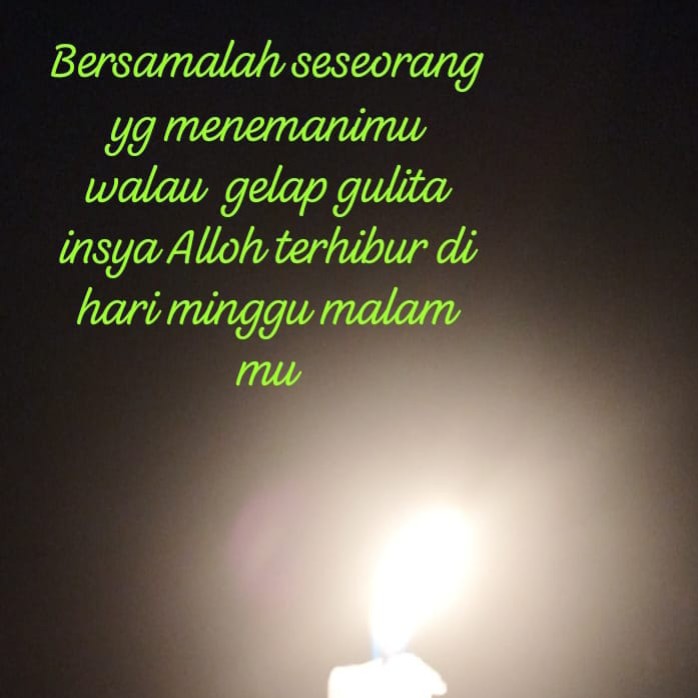 Bersamalah seseorang
yg menemanimu
walau gelap gulita
insya Alloh terhibur di
hari minggu malam
mu